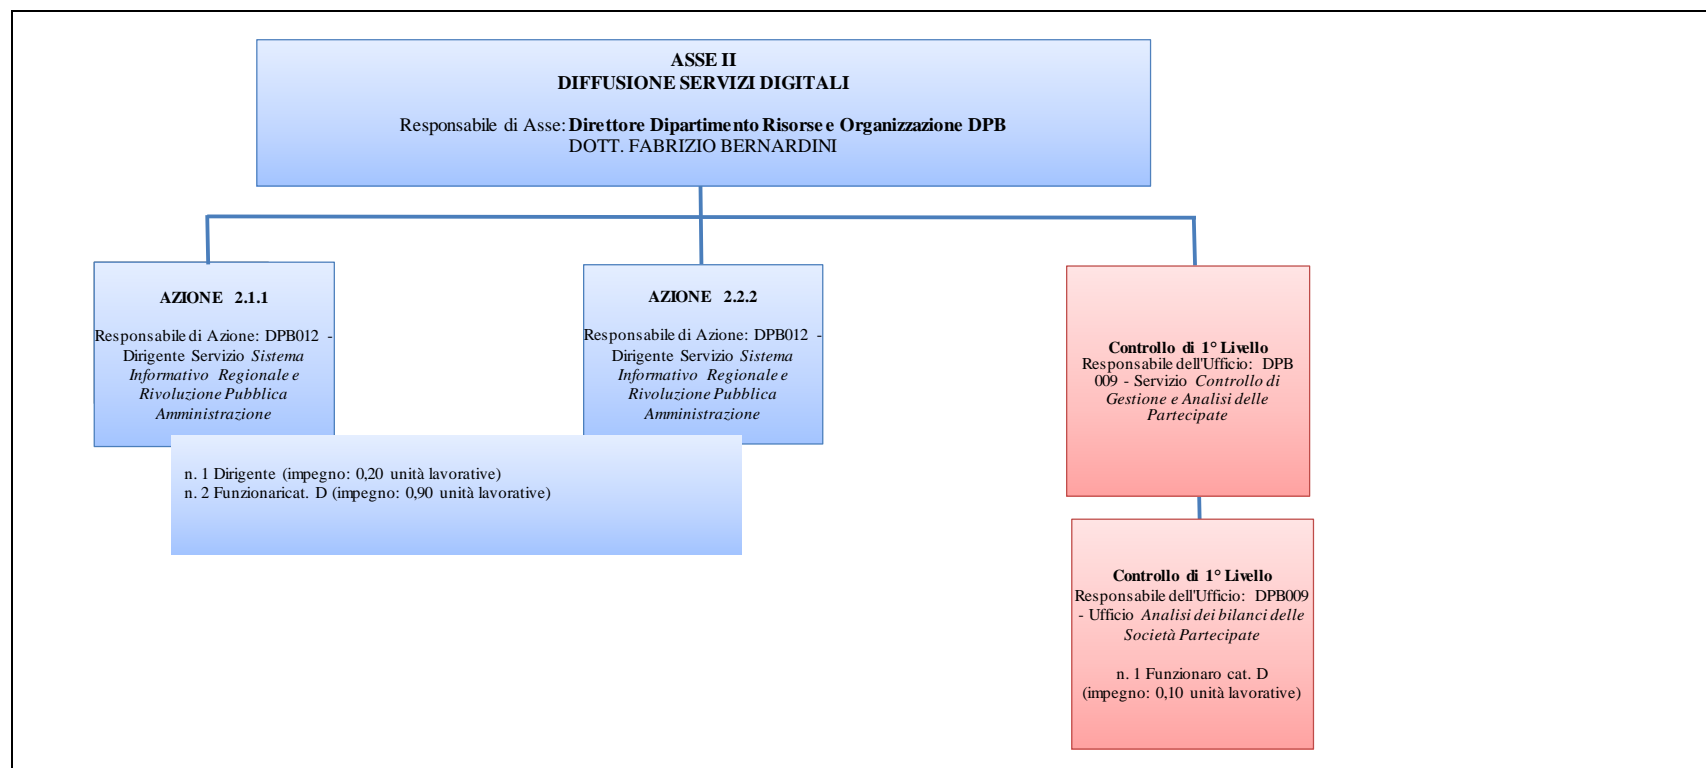 ASSE II
DIFFUSIONE SERVIZI DIGITALI
Responsabile di Asse: Direttore Dipartimento Risorse e Organizzazione DPB
DOTT. FABRIZIO BERNARDINI
AZIONE 2.1.1
Responsabile di Azione: DPB012 -
Dirigente Servizio Sistema
Informativo Regionale e
Rivoluzione Pubblica
Amministrazione
AZIONE 2.2.2
Responsabile di Azione: DPB012 -
Dirigente Servizio Sistema
Informativo Regionale e
Rivoluzione Pubblica
Amministrazione
n. 1 Dirigente (impegno: 0,20 unità lavorative)
n. 2 Funzionaricat. D (impegno: 0,90 unità lavorative)
Controllo di 1° Livello
Responsabile dell'Ufficio: DPB
009 - Servizio Controllo di
Gestione e Analisi delle
Partecipate
Controllo di 1° Livello
Responsabile dell'Ufficio: DPB009
- Ufficio Analisi dei bilanci delle
Società Partecipate
n. 1 Funzionaro cat. D
(impegno: 0,10 unità lavorative)